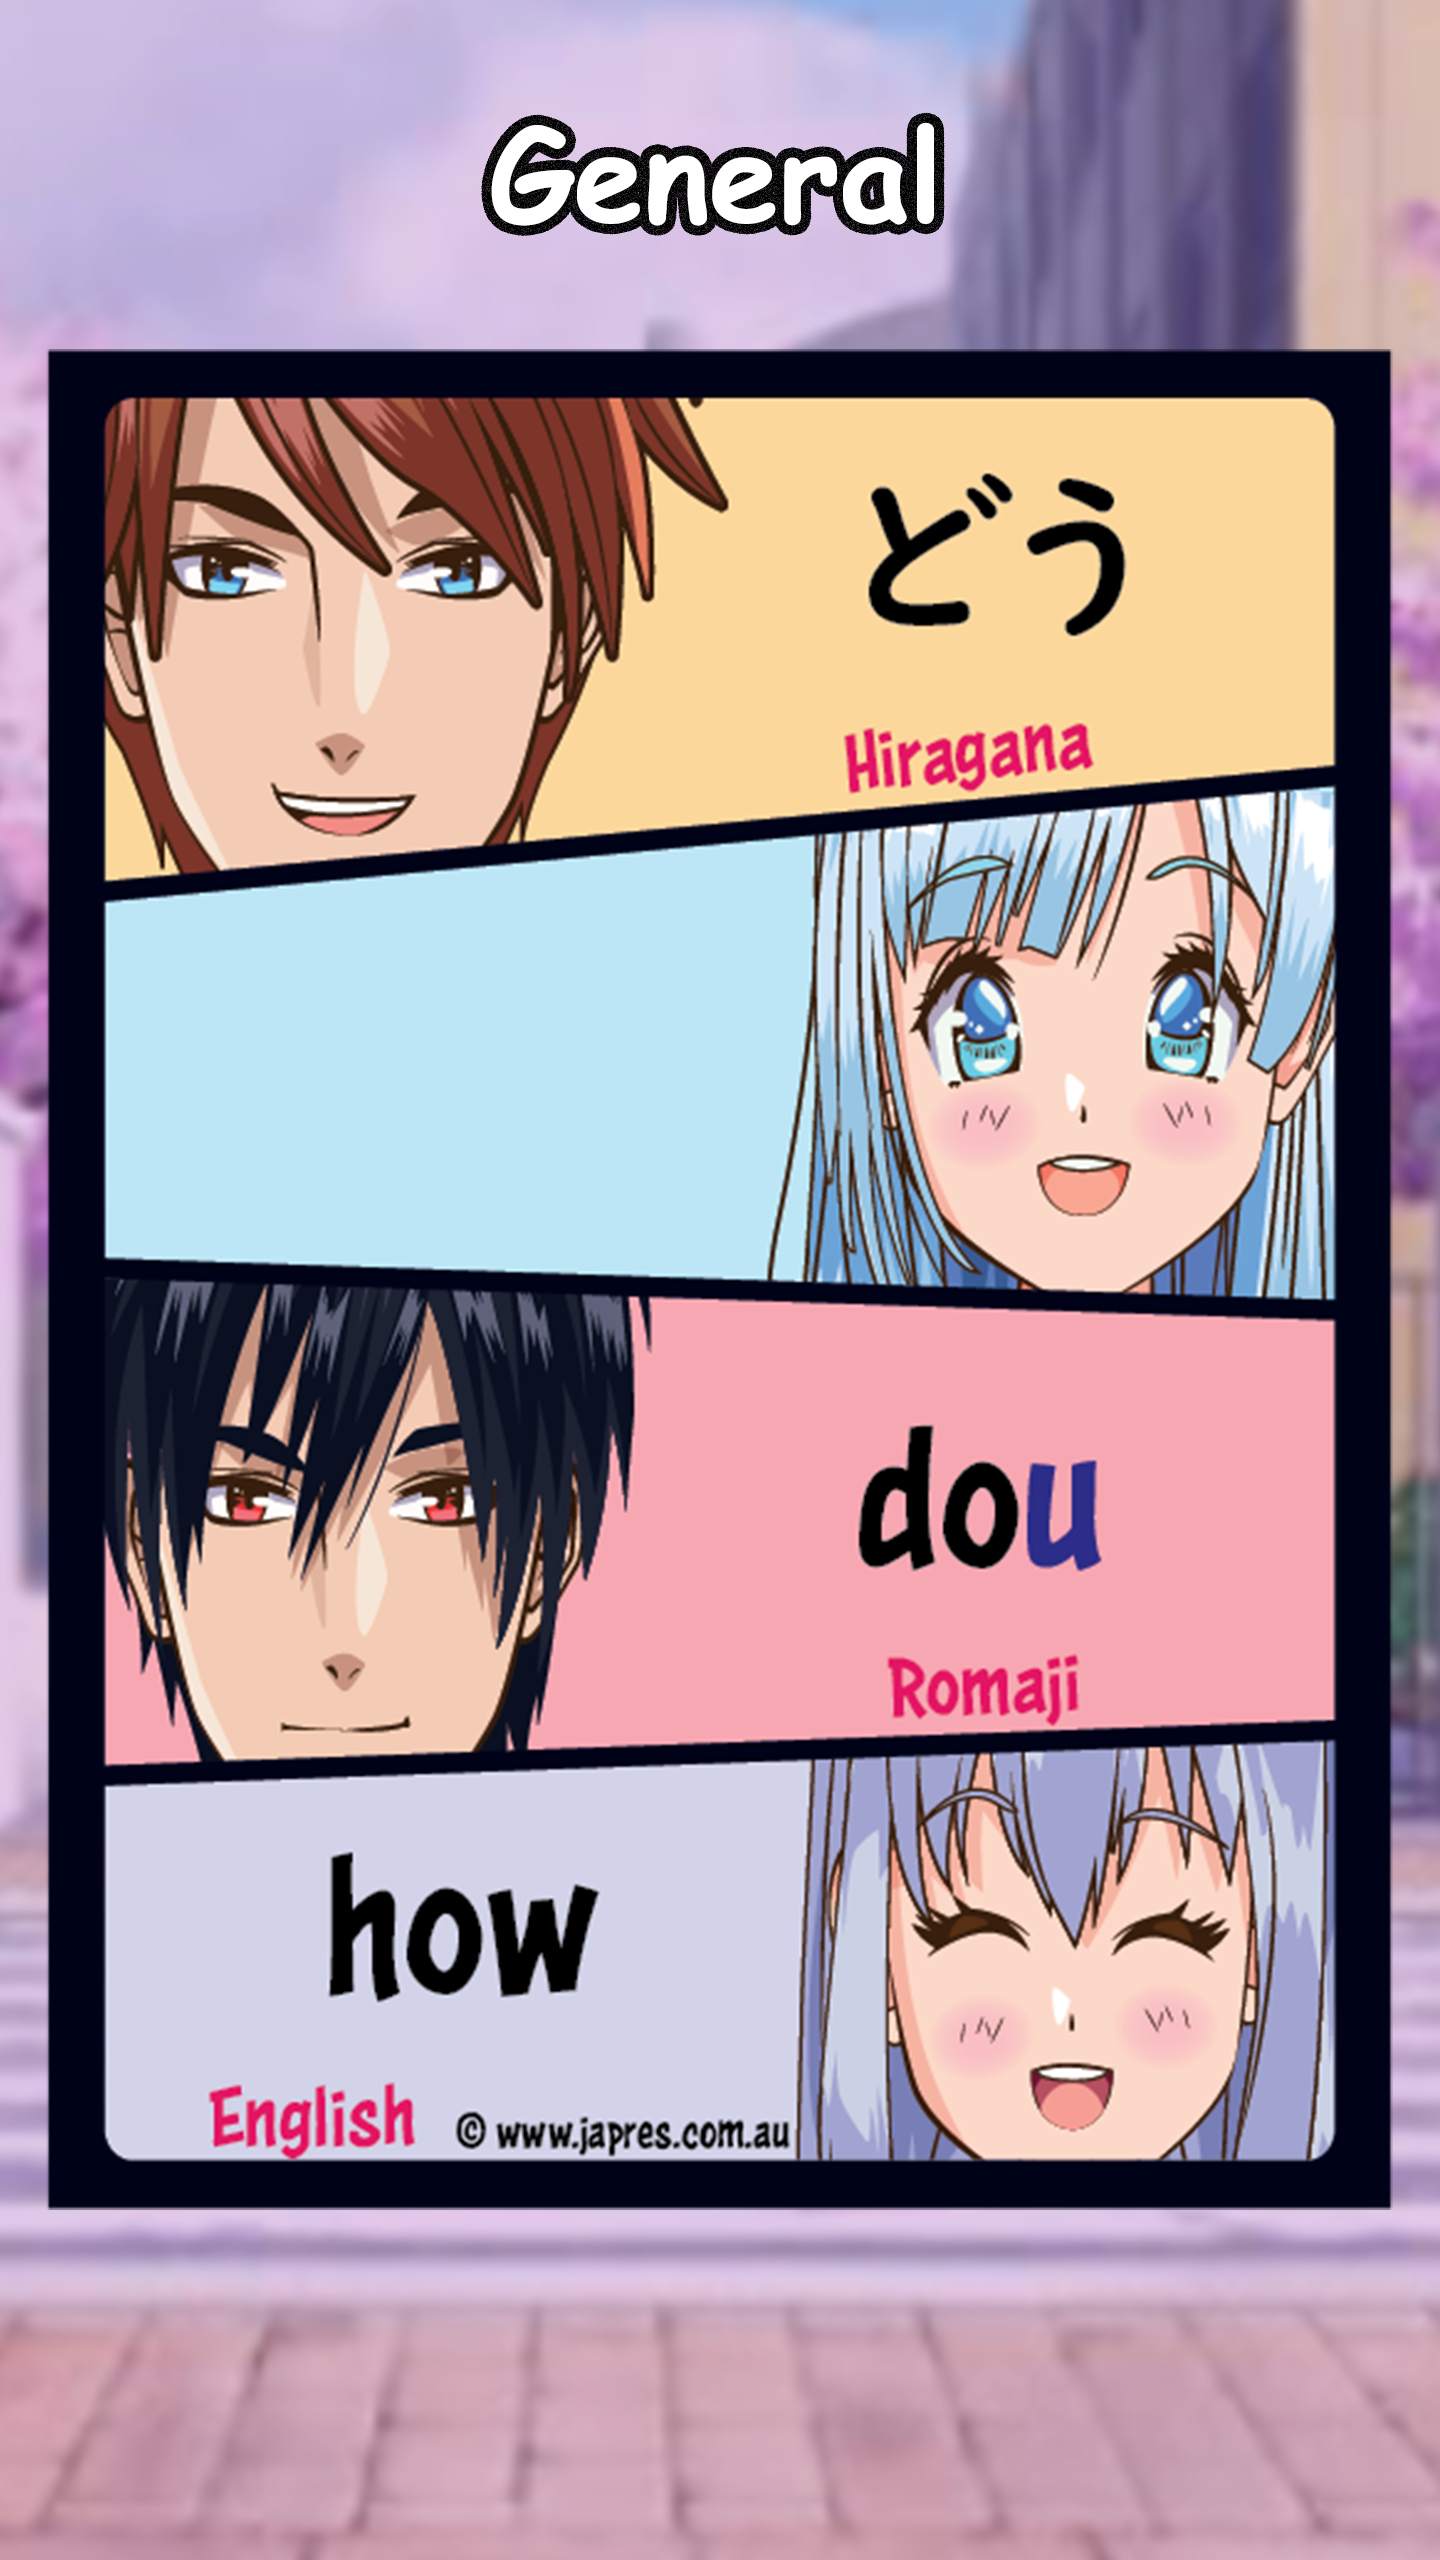 General
どう
Hiragana
dou
Romaji
how
English © www.japres.com.au